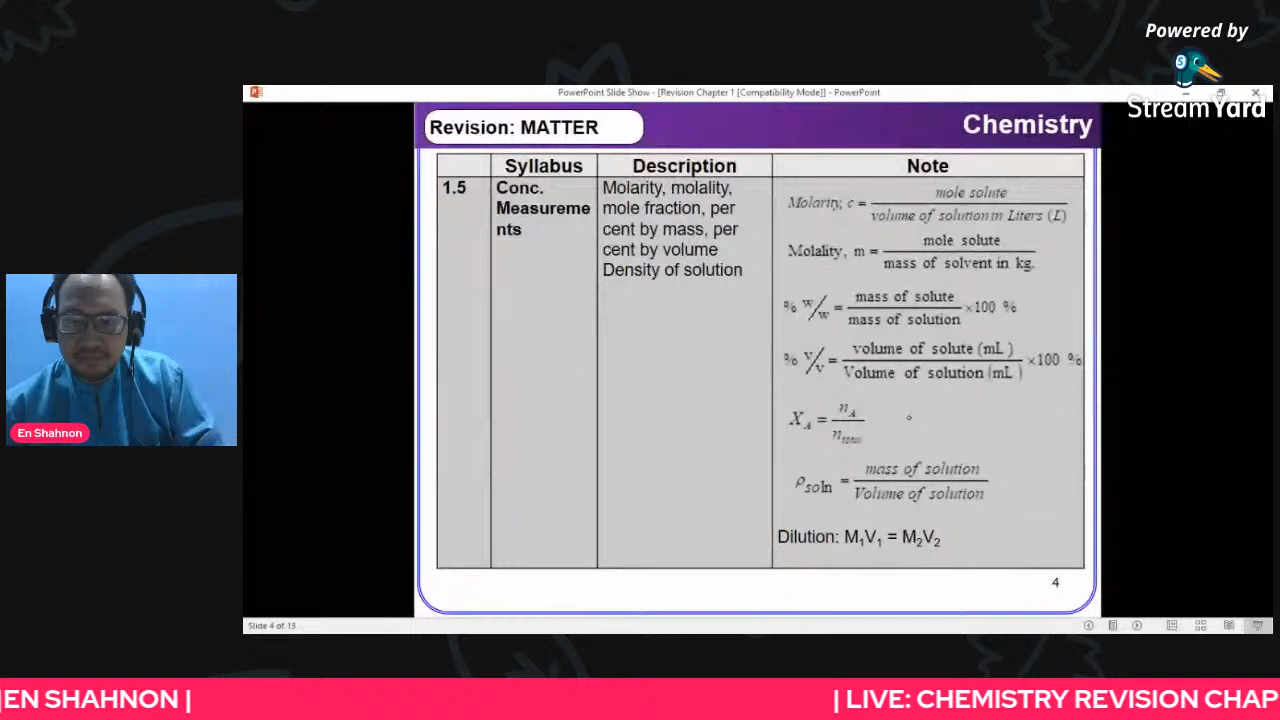 Powered by
StreamYard
PowerPoint Slide Show - [Revision Chapter 1 [Compatibility Mode]] - PowerPoint
Revision: MATTER
Chemistry
Syllabus Description Note
1.5 Conc. Measureme nts
Molarity, molality,
mole fraction, per
cent by mass, per
cent by volume
Density of solution
Molarity, c = mole solute / volume of solution in Liters (L)
Molality, m = mole solute / mass of solvent in kg.
% w/w = mass of solute / mass of solution ×100 %
% v/v = volume of solute (mL) / Volume of solution (mL) ×100 %
X_A = n_A / n_total
ρ_soln = mass of solution / Volume of solution
Dilution: M₁V₁ = M₂V₂
4
Slide 4 of 13
En Shahnon
|EN SHAHNON |
| LIVE: CHEMISTRY REVISION CHAP